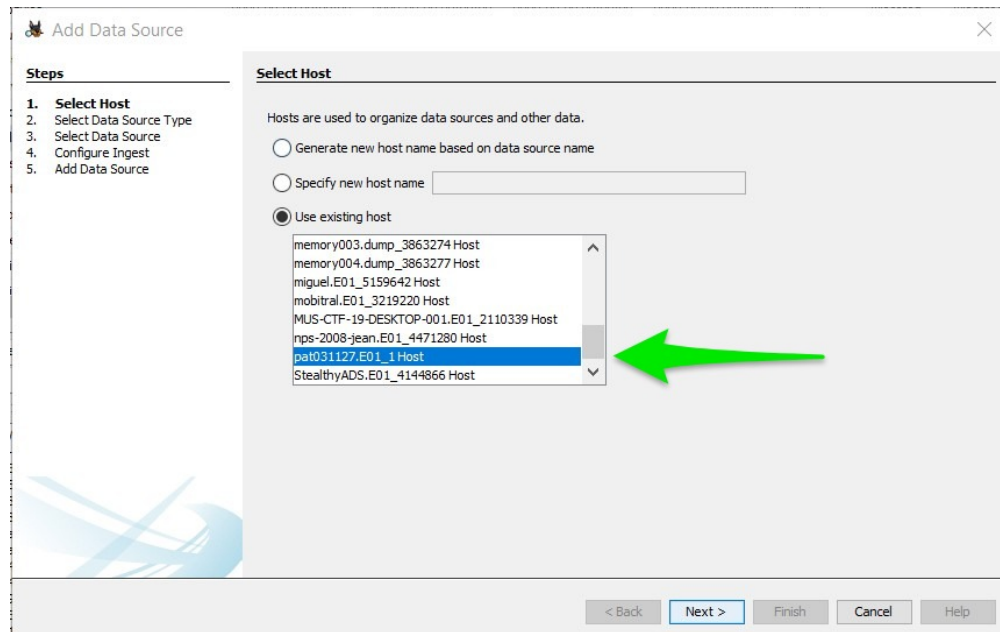 Add Data Source
Steps
1. Select Host
2. Select Data Source Type
3. Select Data Source
4. Configure Ingest
5. Add Data Source
Select Host
Hosts are used to organize data sources and other data.
Generate new host name based on data source name
Specify new host name
Use existing host
memory003.dump_3863274 Host
memory004.dump_3863277 Host
miguel.E01_5159642 Host
mobitral.E01_3219220 Host
MUS-CTF-19-DESKTOP-001.E01_2110339 Host
nps-2008-jean.E01_4471280 Host
pat031127.E01_1 Host
StealthyADS.E01_4144866 Host
< Back Next > Finish Cancel Help